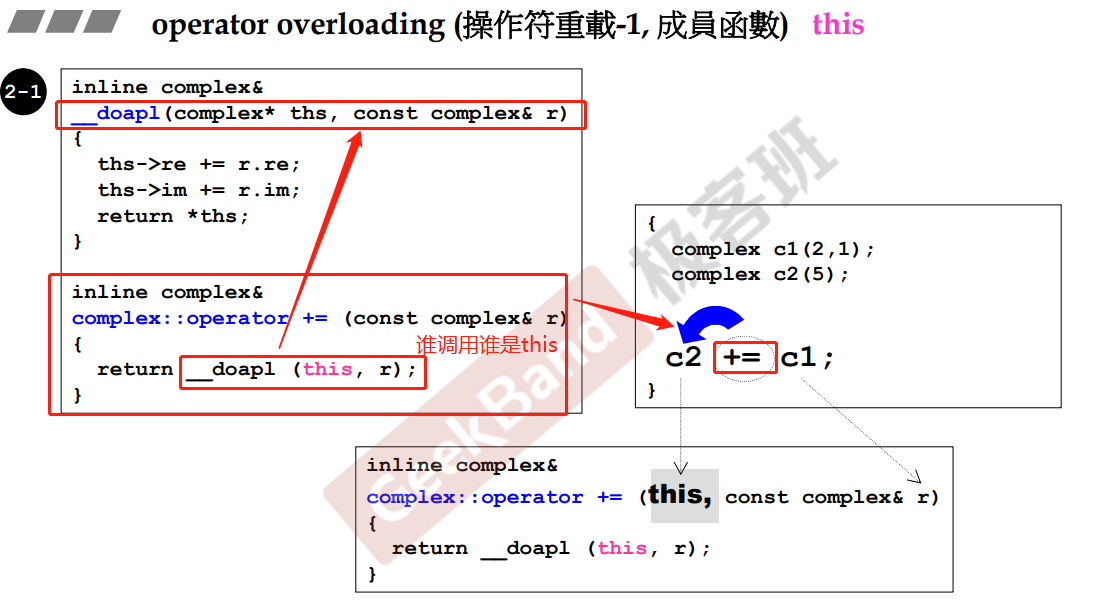 operator overloading (操作符重載-1, 成員函數) this
2-1
inline complex&
__doapl(complex* ths, const complex& r)
{
ths->re += r.re;
ths->im += r.im;
return *ths;
}
inline complex&
complex::operator += (const complex& r)
{
谁调用谁是this
return __doapl (this, r);
}
{
complex c1(2,1);
complex c2(5);
c2 += c1;
}
inline complex&
complex::operator += (this, const complex& r)
{
return __doapl (this, r);
}
GeekBand 极客班